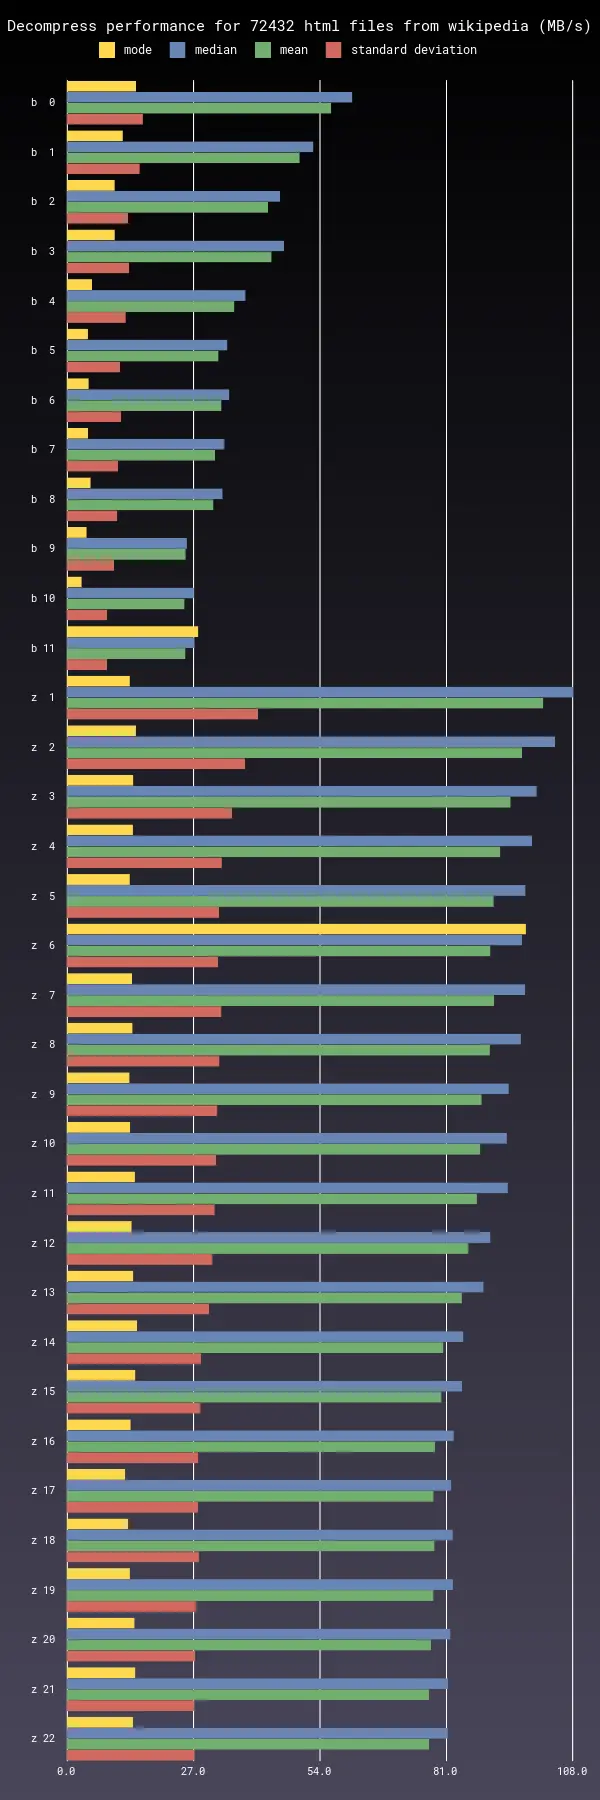 Decompress performance for 72432 html files from wikipedia (MB/s)
mode median mean standard deviation
b 0
b 1
b 2
b 3
b 4
b 5
b 6
b 7
b 8
b 9
b 10
b 11
z 1
z 2
z 3
z 4
z 5
z 6
z 7
z 8
z 9
z 10
z 11
z 12
z 13
z 14
z 15
z 16
z 17
z 18
z 19
z 20
z 21
z 22
0.0 27.0 54.0 81.0 108.0